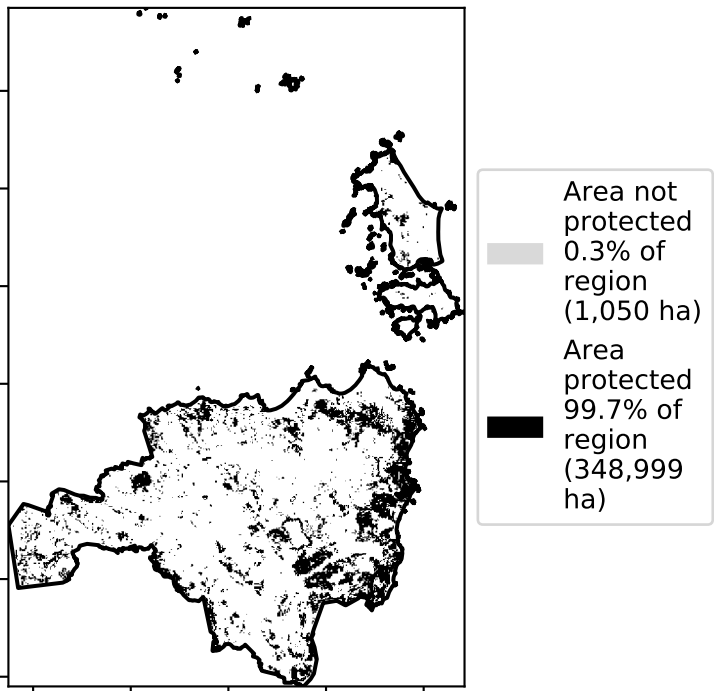 Area not
protected
0.3% of
region
(1,050 ha)
Area
protected
99.7% of
region
(348,999
ha)